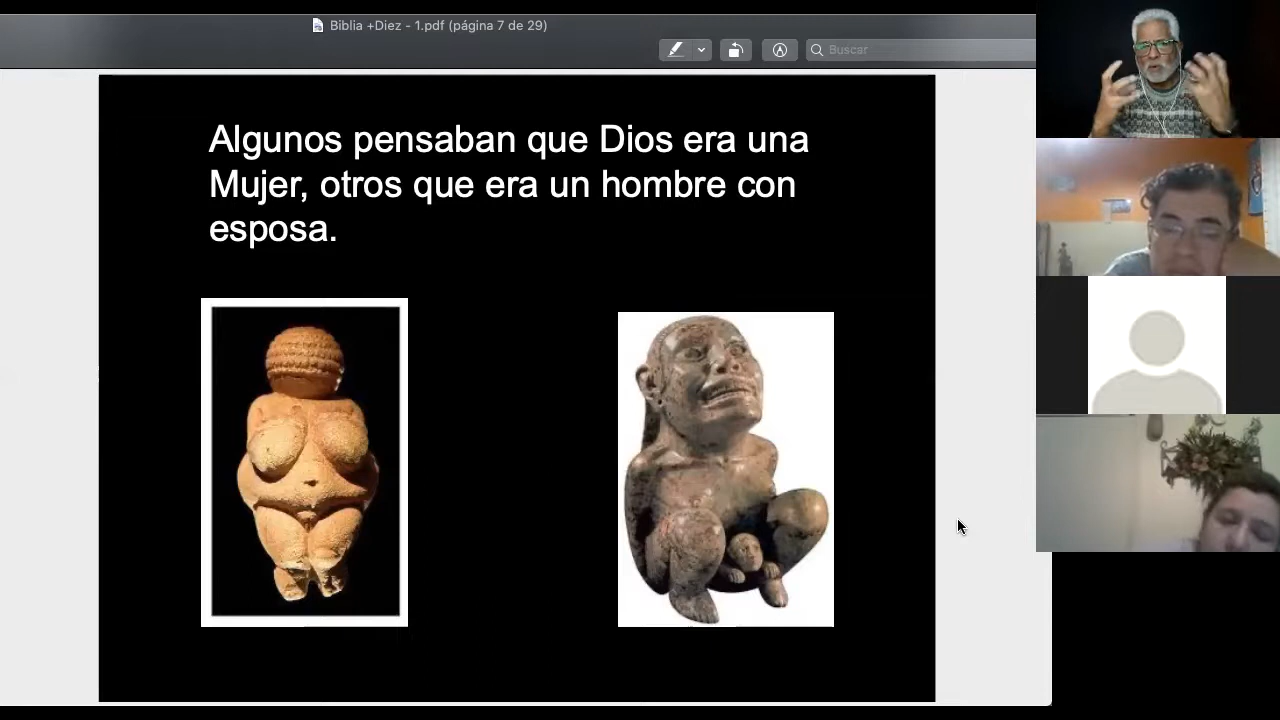 Biblia +Diez - 1.pdf (página 7 de 29)
Buscar
Algunos pensaban que Dios era una
Mujer, otros que era un hombre con
esposa.